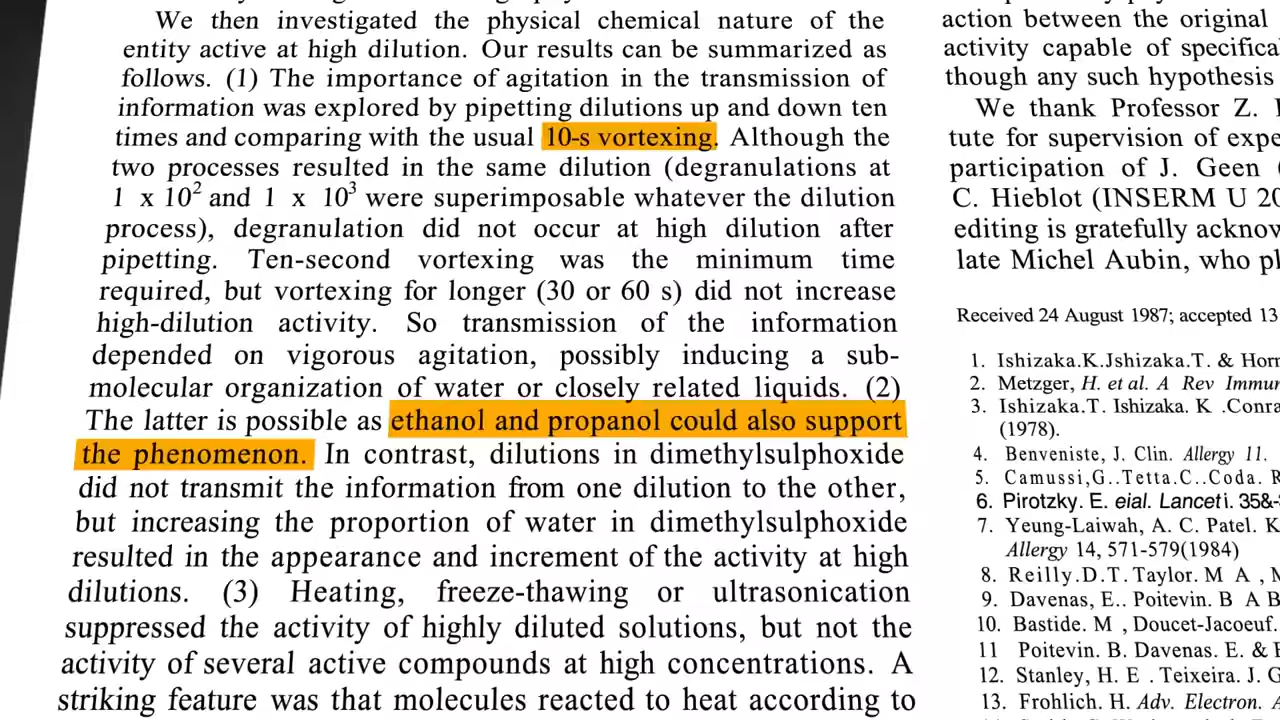 We then investigated the physical chemical nature of the
entity active at high dilution. Our results can be summarized as
follows. (1) The importance of agitation in the transmission of
information was explored by pipetting dilutions up and down ten
times and comparing with the usual 10-s vortexing. Although the
two processes resulted in the same dilution (degranulations at
1 x 10² and 1 x 10³ were superimposable whatever the dilution
process), degranulation did not occur at high dilution after
pipetting. Ten-second vortexing was the minimum time
required, but vortexing for longer (30 or 60 s) did not increase
high-dilution activity. So transmission of the information
depended on vigorous agitation, possibly inducing a sub-
molecular organization of water or closely related liquids. (2)
The latter is possible as ethanol and propanol could also support
the phenomenon. In contrast, dilutions in dimethylsulphoxide
did not transmit the information from one dilution to the other,
but increasing the proportion of water in dimethylsulphoxide
resulted in the appearance and increment of the activity at high
dilutions. (3) Heating, freeze-thawing or ultrasonication
suppressed the activity of highly diluted solutions, but not the
activity of several active compounds at high concentrations. A
striking feature was that molecules reacted to heat according to
action between the original
activity capable of
though any such hypothesis
We thank Professor Z.
tute for supervision of
participation of J. Geen
C. Hieblot (INSERM U
editing is gratefully
late Michel Aubin, who
Received 24 August 1987; accepted 13
1. Ishizaka.K.Jshizaka.T. &
2. Metzger, H. et al. A Rev
3. Ishizaka.T. Ishizaka. K
(1978).
4. Benveniste, J. Clin. Allergy 11.
5. Camussi,G..Tetta.C..Coda.
6. Pirotzky. E. eial. Lanceti.
7. Yeung-Laiwah, A. C. Patel.
Allergy 14, 571-579(1984)
8. Reilly.D.T.Taylor. M A ,
9. Davenas, E.. Poitevin. B A
10. Bastide. M , Doucet-Jacoeuf.
11 Poitevin. B. Davenas. E. &
12. Stanley, H. E . Teixeira. J.
13. Frohlich. H. Adv. Electron.